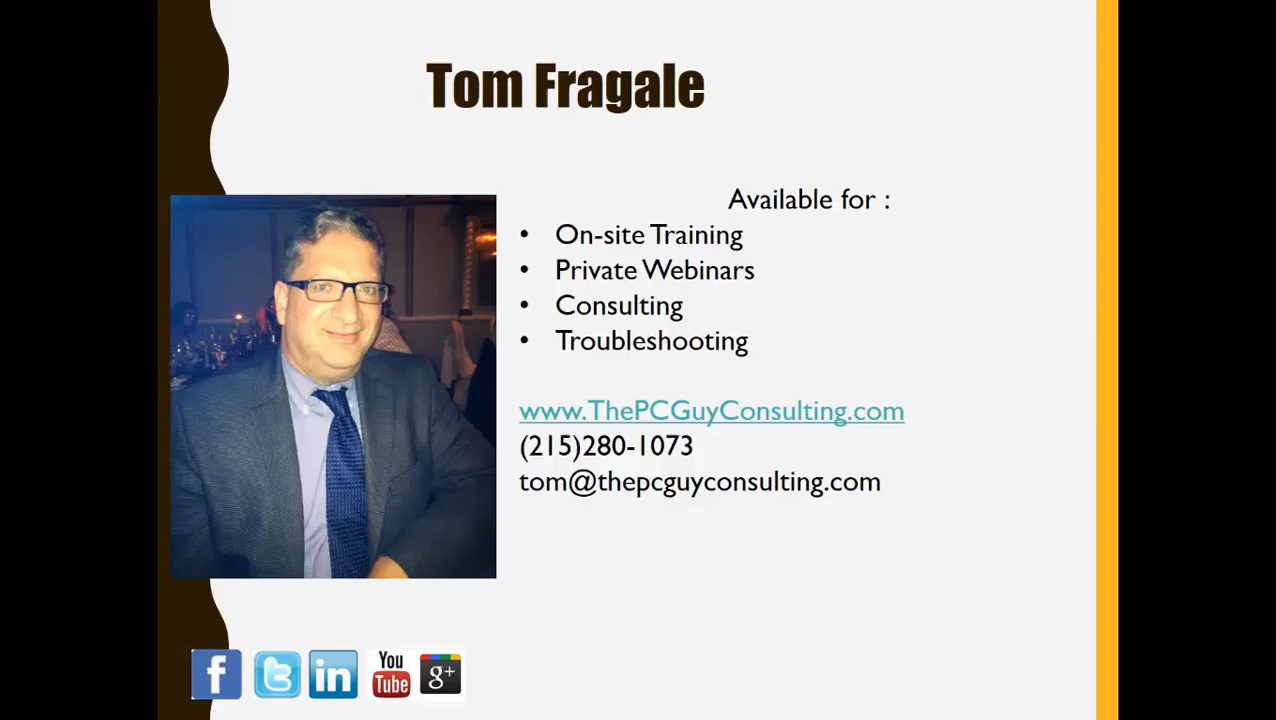 Tom Fragale
Available for :
• On-site Training
• Private Webinars
• Consulting
• Troubleshooting
www.ThePCGuyConsulting.com
(215)280-1073
tom@thepcguyconsulting.com
f
t
in
You
Tube
g+